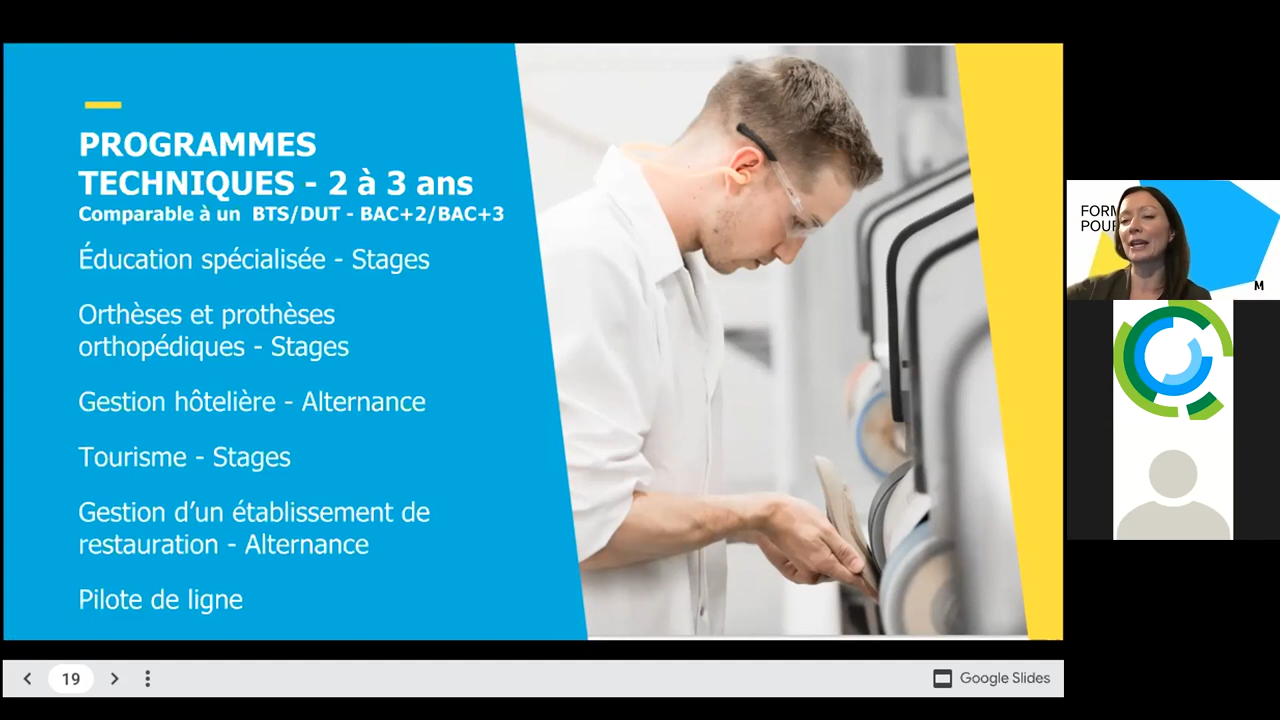 PROGRAMMES
TECHNIQUES - 2 à 3 ans
Comparable à un BTS/DUT - BAC+2/BAC+3
Éducation spécialisée - Stages
Orthèses et prothèses
orthopédiques - Stages
Gestion hôtelière - Alternance
Tourisme - Stages
Gestion d'un établissement de
restauration - Alternance
Pilote de ligne
19
Google Slides
M